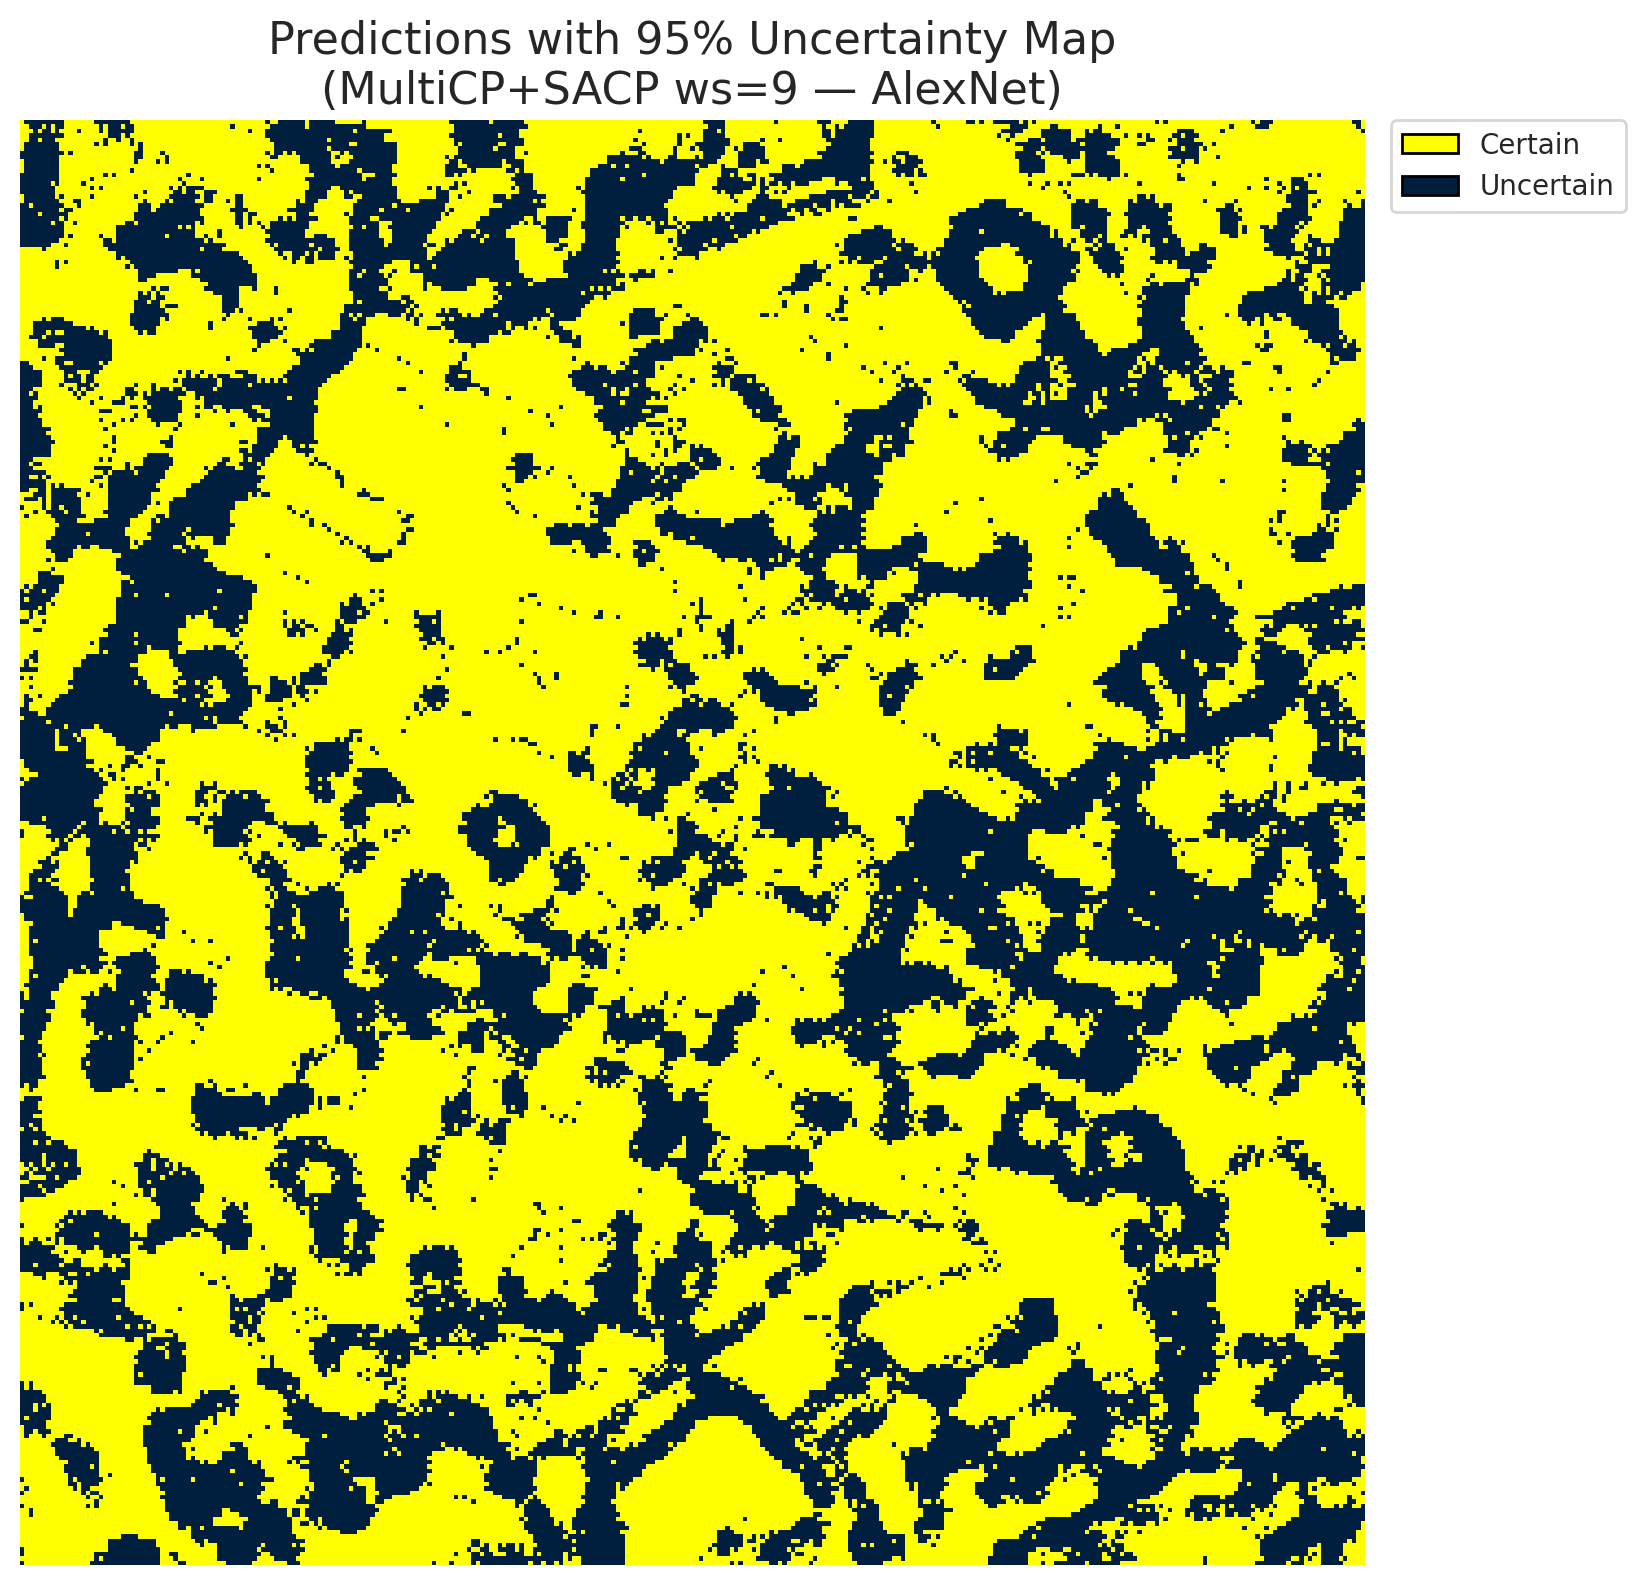 Predictions with 95% Uncertainty Map
(MultiCP+SACP ws=9 — AlexNet)
Certain
Uncertain